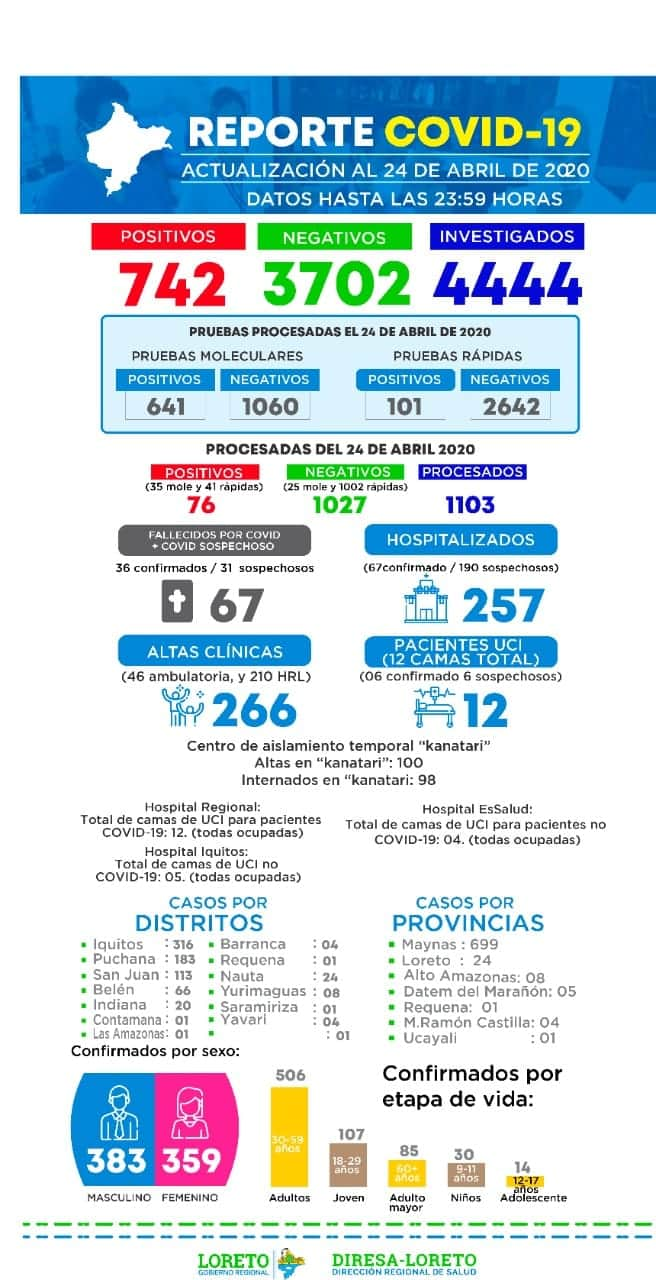 REPORTE COVID-19
ACTUALIZACIÓN AL 24 DE ABRIL DE 2020
DATOS HASTA LAS 23:59 HORAS
POSITIVOS NEGATIVOS INVESTIGADOS
742 3702 4444
PRUEBAS PROCESADAS EL 24 DE ABRIL DE 2020
PRUEBAS MOLECULARES PRUEBAS RÁPIDAS
POSITIVOS NEGATIVOS POSITIVOS NEGATIVOS
641 1060 101 2642
PROCESADAS DEL 24 DE ABRIL 2020
POSITIVOS NEGATIVOS PROCESADOS
(35 mole y 41 rápidas) (25 mole y 1002 rápidas)
76 1027 1103
FALLECIDOS POR COVID
+ COVID SOSPECHOSO
36 confirmados / 31 sospechosos
67
HOSPITALIZADOS
(67confirmado / 190 sospechosos)
257
ALTAS CLÍNICAS
(46 ambulatoria, y 210 HRL)
266
PACIENTES UCI
(12 CAMAS TOTAL)
(06 confirmado 6 sospechosos)
12
Centro de aislamiento temporal “kanatari”
Altas en “kanatari”: 100
Internados en “kanatari: 98
Hospital Regional:
Total de camas de UCI para pacientes
COVID-19: 12. (todas ocupadas)
Hospital Iquitos:
Total de camas de UCI no
COVID-19: 05. (todas ocupadas)
Hospital EsSalud:
Total de camas de UCI para pacientes no
COVID-19: 04. (todas ocupadas)
CASOS POR
DISTRITOS
Iquitos : 316
Puchana : 183
San Juan : 113
Belén : 66
Indiana : 20
Contamana : 01
Las Amazonas: 01
Barranca : 04
Requena : 01
Nauta : 24
Yurimaguas : 08
Saramiriza : 01
Yavari : 04
: 01
CASOS POR
PROVINCIAS
Maynas : 699
Loreto : 24
Alto Amazonas: 08
Datem del Marañón: 05
Requena: 01
M.Ramón Castilla: 04
Ucayali : 01
Confirmados por sexo:
383 359
MASCULINO FEMENINO
Confirmados por
etapa de vida:
506
30-59
años
Adultos
107
18-29
años
Joven
85
60+
años
Adulto
mayor
30
9-11
años
Niños
14
12-17
años
Adolescente
LORETO
GOBIERNO REGIONAL
DIRESA-LORETO
DIRECCIÓN REGIONAL DE SALUD